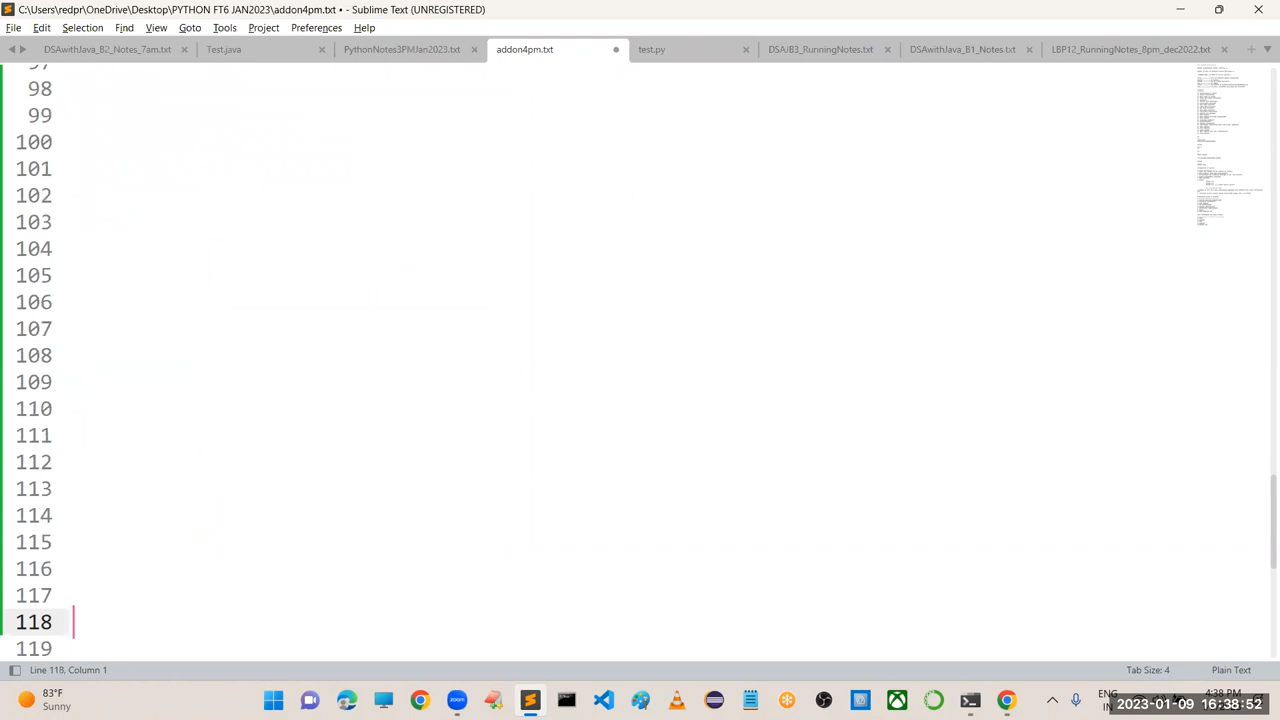 C:\Users\redpr\OneDrive\Desktop\PYTHON FT6 JAN2023\addon4pm.txt • - Sublime Text (UNREGISTERED)
File Edit Selection Find View Goto Tools Project Preferences Help
DSAwithJava_B2_Notes_7am.txt Test.java PythonNotes3PMJan2023.txt addon4pm.txt test.py DSAJB3_RunningNotes.txt DSAwithJava_B1_Notes.txt LBP12_RunningNotes_8pm_dec2022.txt
97
98
99
100
101
102
103
104
105
106
107
108
109
110
111
112
113
114
115
116
117
118
119
Line 118, Column 1 Tab Size: 4 Plain Text
83°F
Sunny
zoom
ENG
IN
4:38 PM
2023-01-09 16:38:52